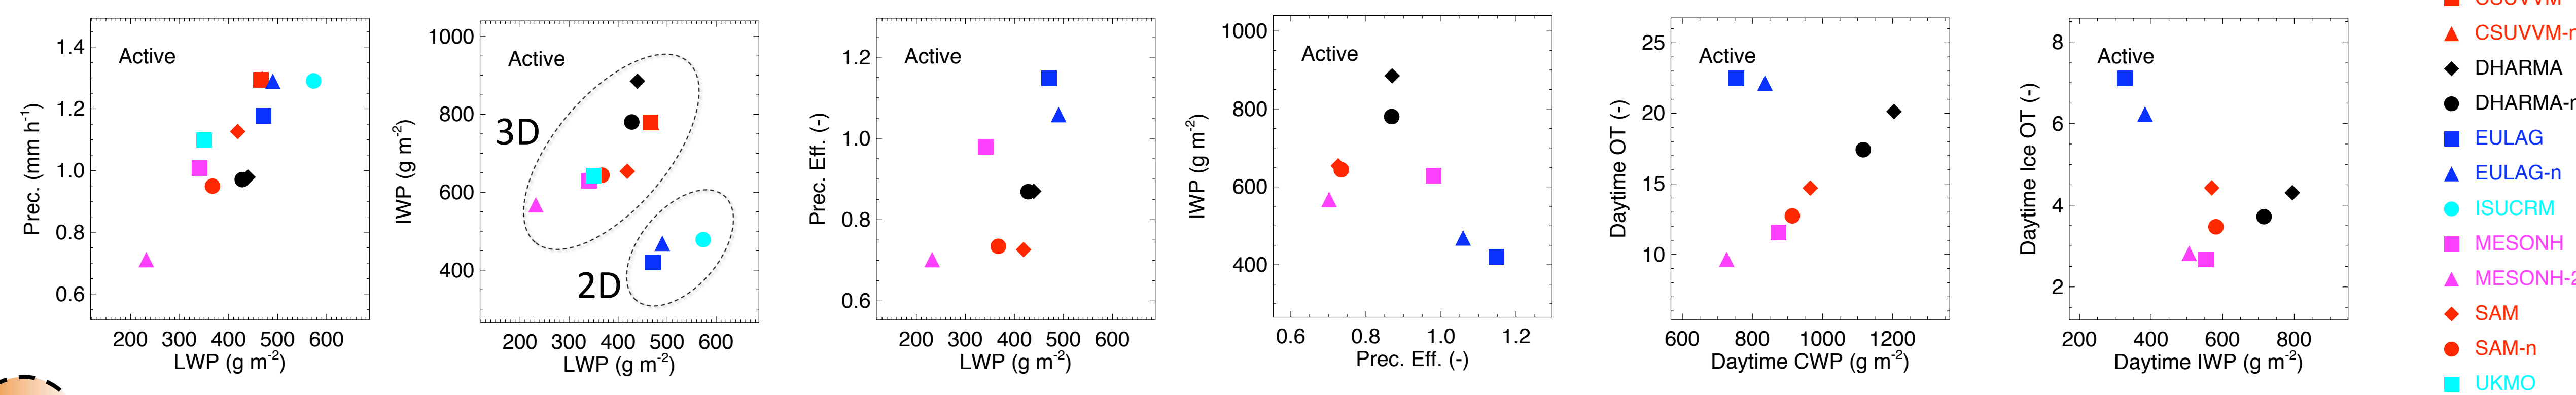 Prec. (mm h-1)
1.4
1.2
1.0
0.8
0.6
Active
200 300 400 500 600
LWP (g m-2)
IWP (g m-2)
1000
800
600
400
Active
3D
2D
200 300 400 500 600
LWP (g m-2)
Prec. Eff. (-)
1.2
1.0
0.8
0.6
Active
200 300 400 500 600
LWP (g m-2)
IWP (g m-2)
1000
800
600
400
Active
0.6 0.8 1.0 1.2
Prec. Eff. (-)
Daytime OT (-)
25
20
15
10
Active
600 800 1000 1200
Daytime CWP (g m-2)
Daytime Ice OT (-)
8
6
4
2
Active
200 400 600 800
Daytime IWP (g m-2)
CSUVVM
CSUVVM-n
DHARMA
DHARMA-n
EULAG
EULAG-n
ISUCRM
MESONH
MESONH-2
SAM
SAM-n
UKMO